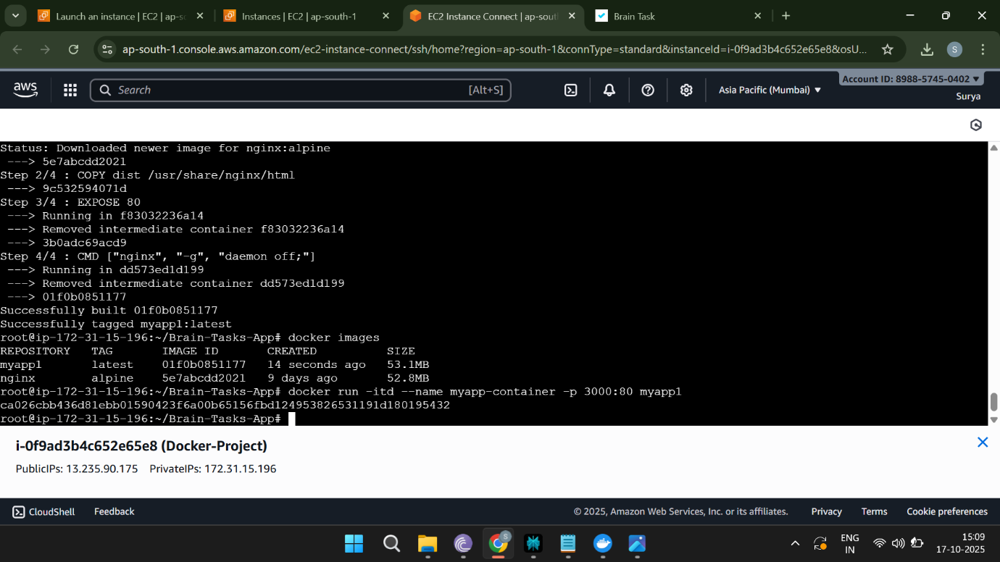 Launch an instance | EC2 | ap-s
Instances | EC2 | ap-south-1
EC2 Instance Connect | ap-sout
Brain Task
ap-south-1.console.aws.amazon.com/ec2-instance-connect/ssh/home?region=ap-south-1&connType=standard&instanceId=i-0f9ad3b4c652e65e8&osU...
S
aws
Search
[Alt+S]
Asia Pacific (Mumbai)
Account ID: 8988-5745-0402
Surya
Status: Downloaded newer image for nginx:alpine
---> 5e7abcdd2021
Step 2/4 : COPY dist /usr/share/nginx/html
---> 9c532594071d
Step 3/4 : EXPOSE 80
---> Running in f83032236a14
---> Removed intermediate container f83032236a14
---> 3b0adc69acd9
Step 4/4 : CMD ["nginx", "-g", "daemon off;"]
---> Running in dd573ed1d199
---> Removed intermediate container dd573ed1d199
---> 01f0b0851177
Successfully built 01f0b0851177
Successfully tagged myapp1:latest
root@ip-172-31-15-196:~/Brain-Tasks-App# docker images
REPOSITORY TAG IMAGE ID CREATED SIZE
myapp1 latest 01f0b0851177 14 seconds ago 53.1MB
nginx alpine 5e7abcdd2021 9 days ago 52.8MB
root@ip-172-31-15-196:~/Brain-Tasks-App# docker run -itd --name myapp-container -p 3000:80 myapp1
ca026cbb436d81ebb01590423f6a00b65156fbd124953826531191d180195432
root@ip-172-31-15-196:~/Brain-Tasks-App#
i-0f9ad3b4c652e65e8 (Docker-Project)
PublicIPs: 13.235.90.175 PrivateIPs: 172.31.15.196
CloudShell Feedback © 2025, Amazon Web Services, Inc. or its affiliates. Privacy Terms Cookie preferences
S
ENG
IN
15:09
17-10-2025